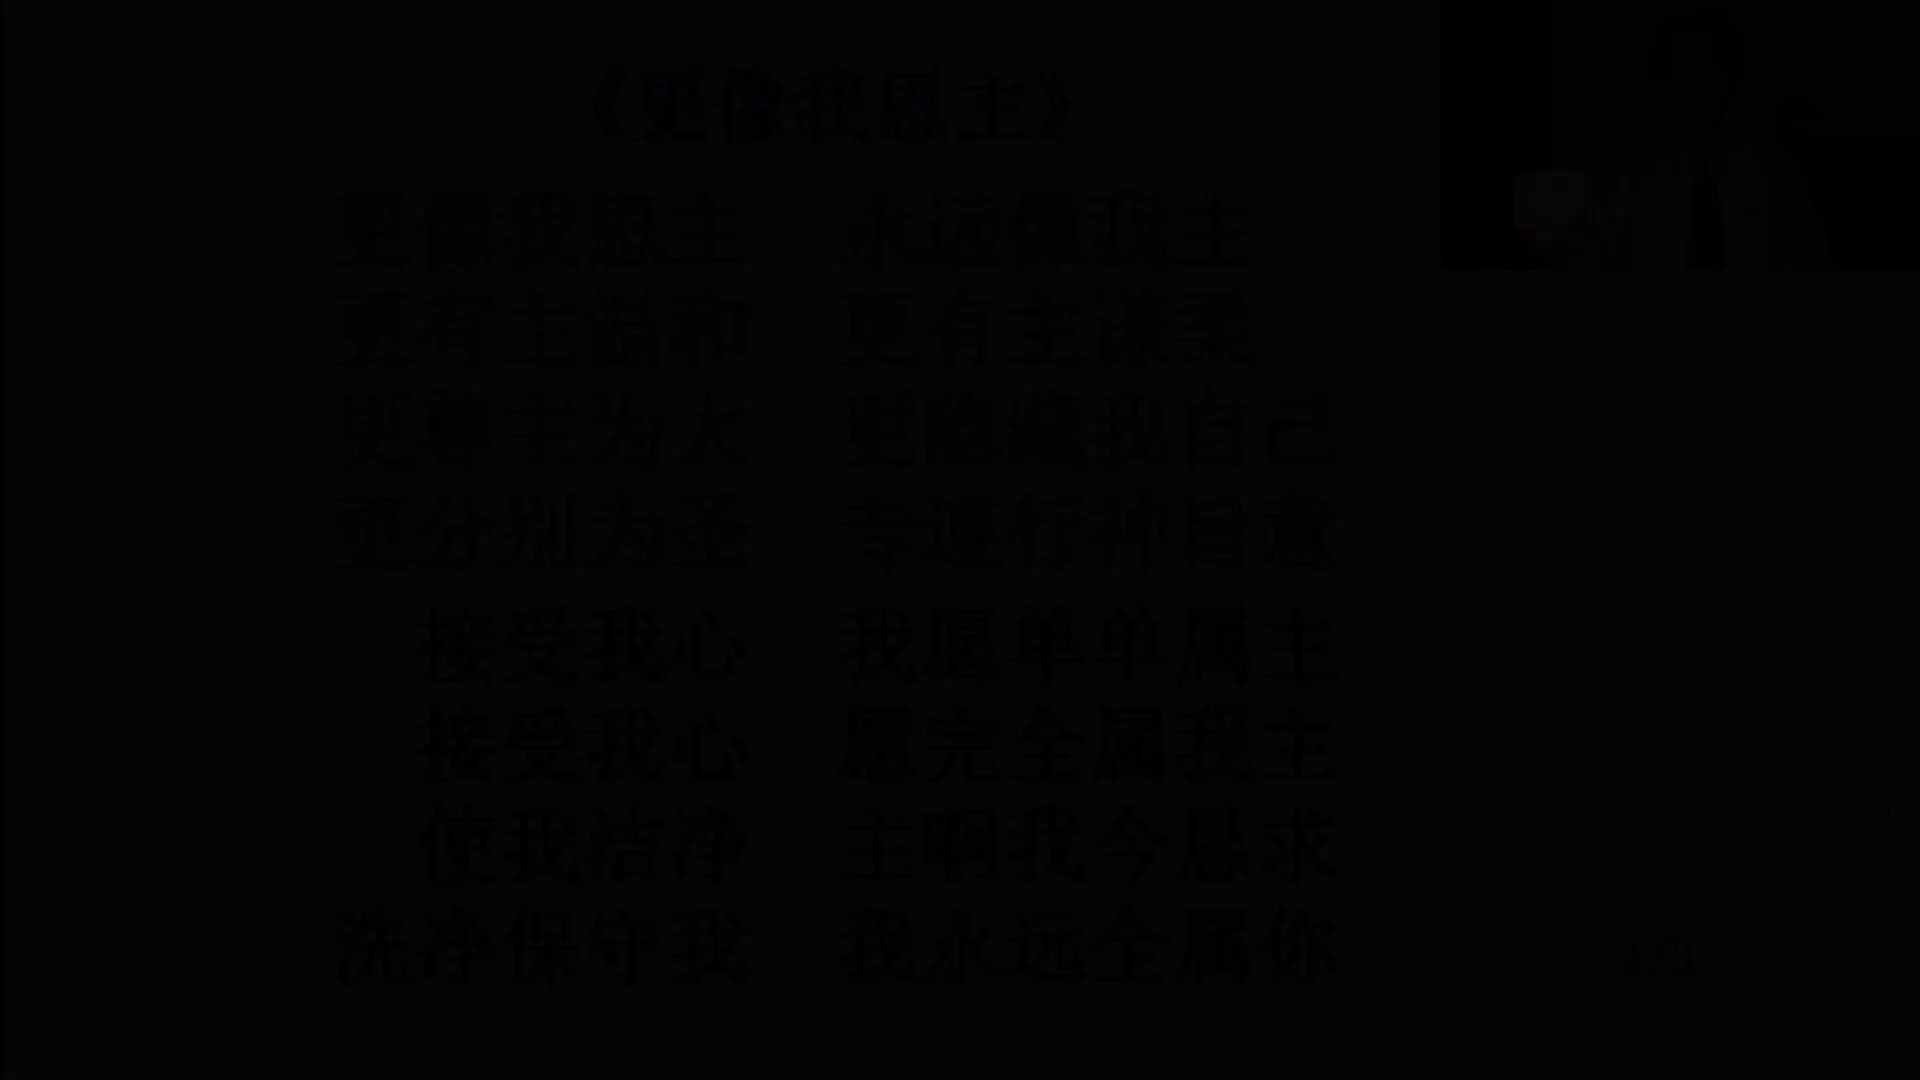 《更像我恩主》
更像我恩主 永远像我主
更有主温和 更有主谦柔
更尊主为大 更隐藏我自己
更分别为圣 专遵行神旨意
接受我心 我愿单单属主
接受我心 愿完全属我主
使我洁净 主啊我今恳求
洗净保守我 我永远全属你